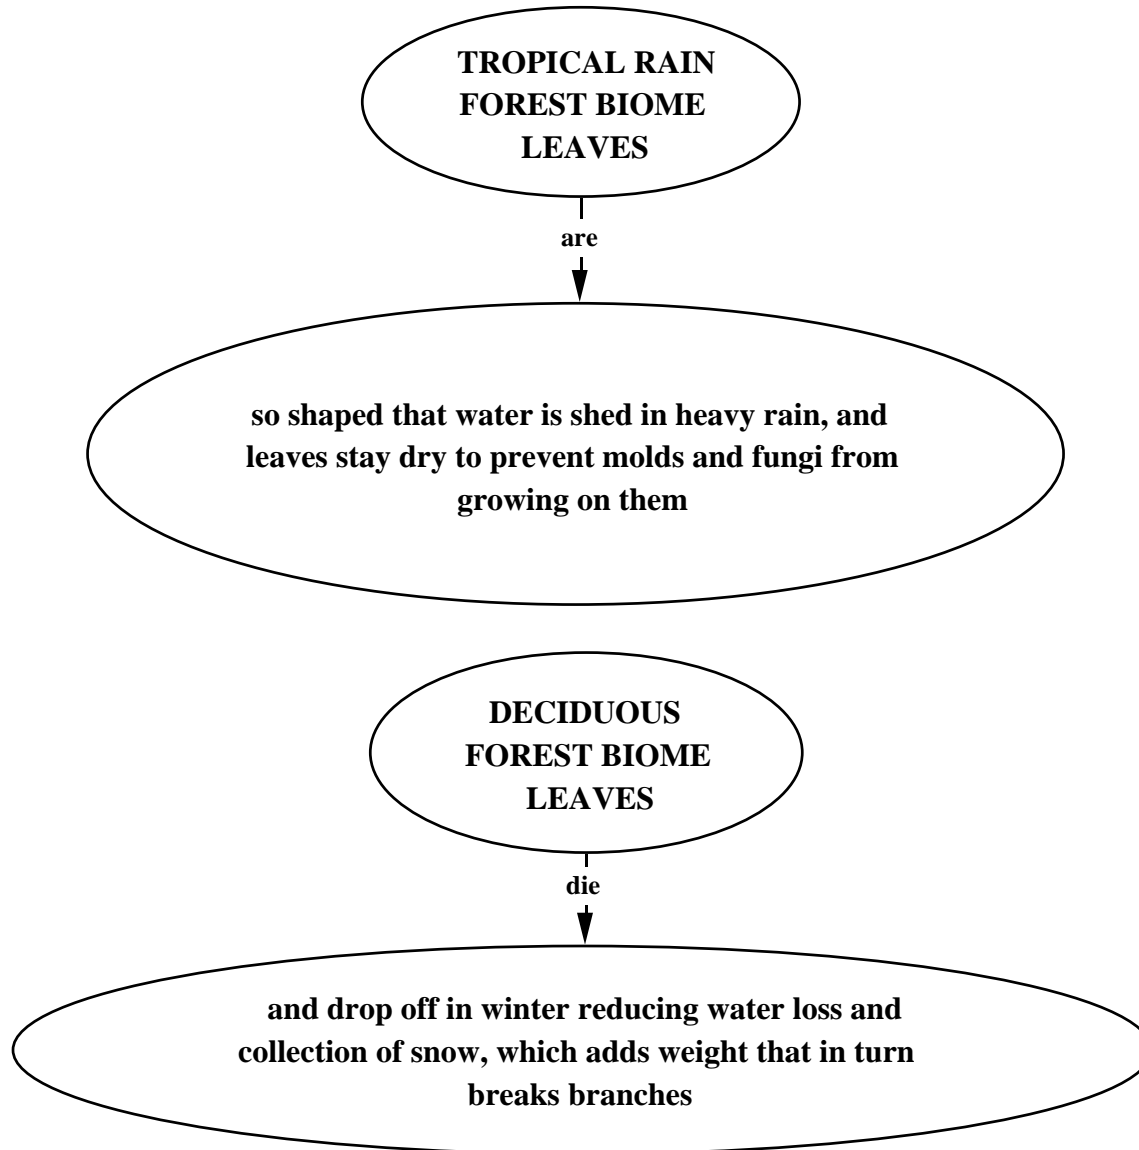 TROPICAL RAIN
FOREST BIOME
LEAVES
are
so shaped that water is shed in heavy rain, and
leaves stay dry to prevent molds and fungi from
growing on them
DECIDUOUS
FOREST BIOME
LEAVES
die
and drop off in winter reducing water loss and
collection of snow, which adds weight that in turn
breaks branches